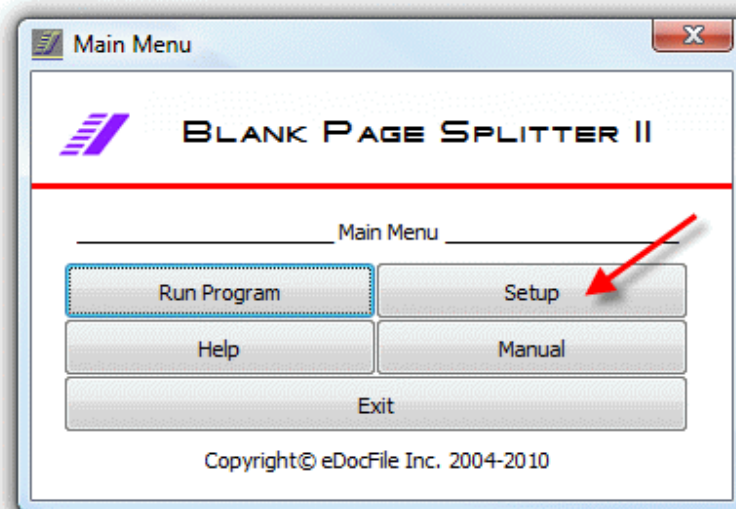 Main Menu
BLANK PAGE SPLITTER II
Main Menu
Run Program
Setup
Help
Manual
Exit
Copyright© eDocFile Inc. 2004-2010